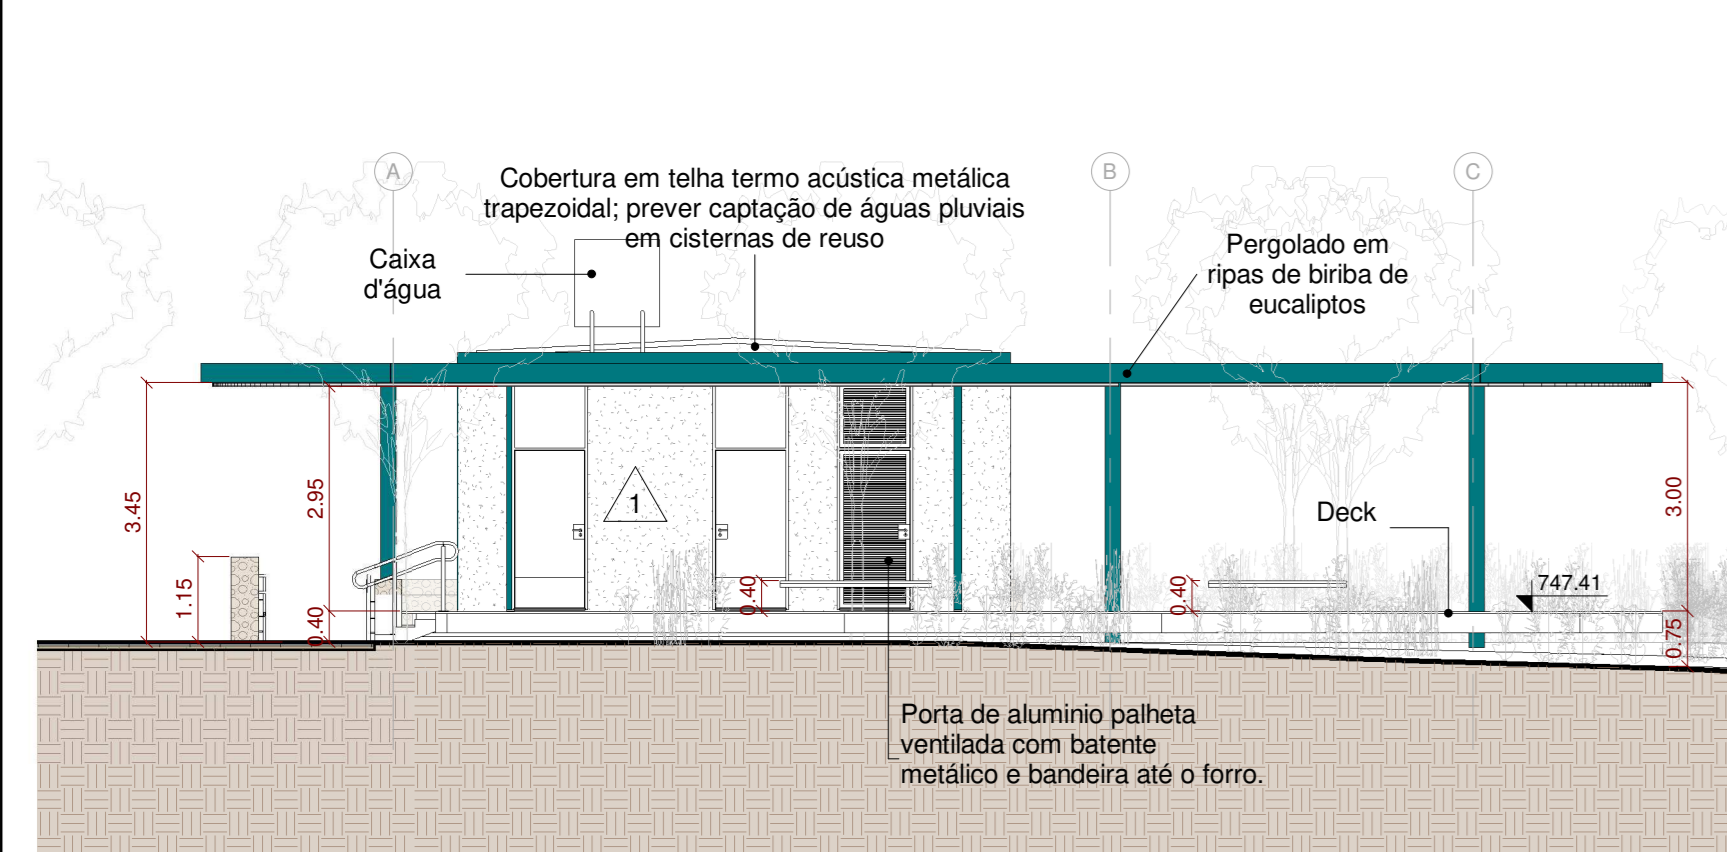 A
B
C
Cobertura em telha termo acústica metálica
trapezoidal; prever captação de águas pluviais
em cisternas de reuso
Caixa
d'água
Pergolado em
ripas de biriba de
eucaliptos
3.45
2.95
1.15
0.40
1
0.40
0.40
Deck
747.41
3.00
0.75
Porta de aluminio palheta
ventilada com batente
metálico e bandeira até o forro.